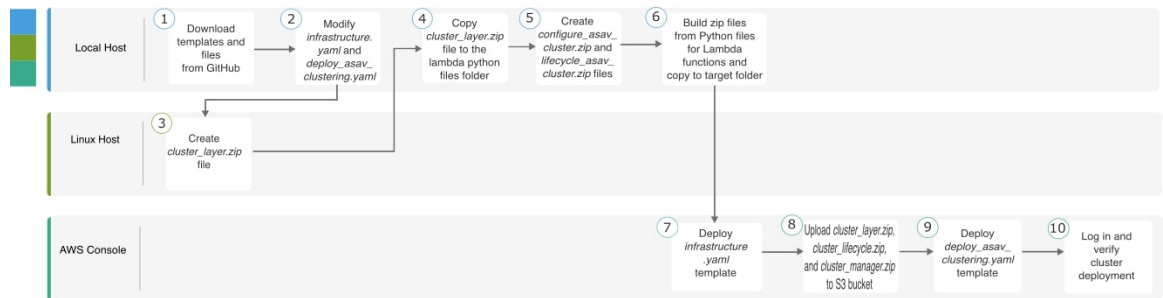 Local Host
1
Download
templates and
files
from GitHub
2
Modify
infrastructure.
yaml and
deploy_asav_
clustering.yaml
4
Copy
cluster_layer.zip
file to the
lambda python
files folder
5
Create
configure_asav_
cluster.zip and
lifecycle_asav_
cluster.zip files
6
Build zip files
from Python files
for Lambda
functions and
copy to target folder
Linux Host
3
Create
cluster_layer.zip
file
AWS Console
7
Deploy
infrastructure
.yaml
template
8
Upload cluster_layer.zip,
cluster_lifecycle.zip,
and cluster_manager.zip
to S3 bucket
9
Deploy
deploy_asav_
clustering.yaml
template
10
Log in and
verify
cluster
deployment